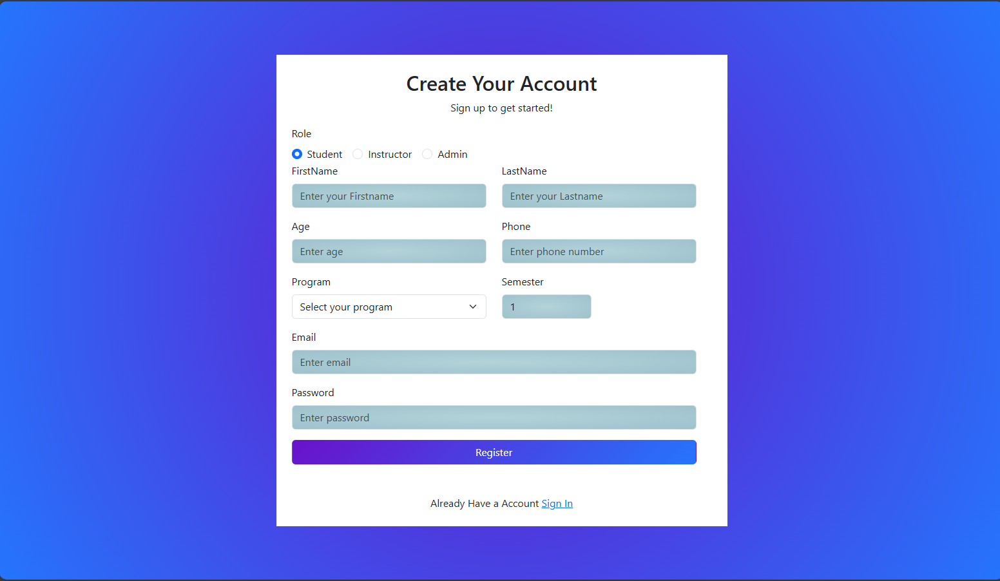 Create Your Account
Sign up to get started!
Role
Student Instructor Admin
FirstName LastName
Enter your Firstname Enter your Lastname
Age Phone
Enter age Enter phone number
Program Semester
Select your program 1
Email
Enter email
Password
Enter password
Register
Already Have a Account Sign In